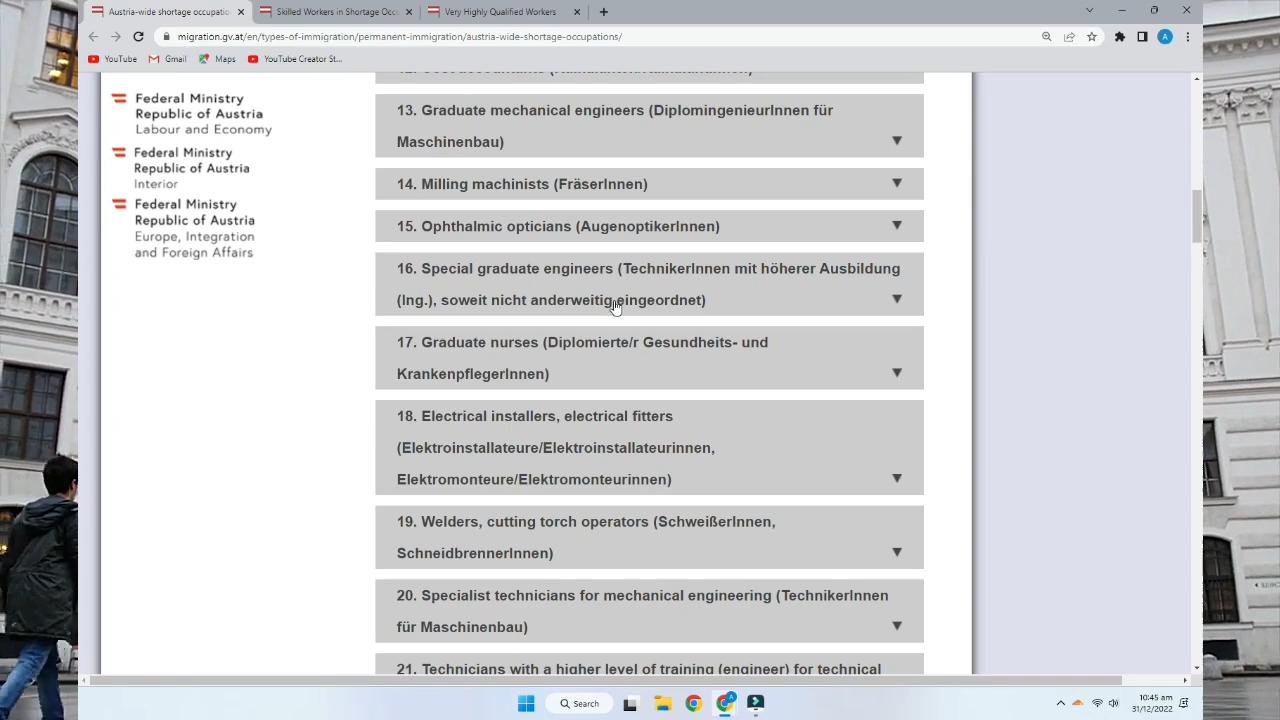 Austria-wide shortage occupatio
Skilled Workers in Shortage Occ
Very Highly Qualified Workers
migration.gv.at/en/types-of-immigration/permanent-immigration/austria-wide-shortage-occupations/
YouTube
Gmail
Maps
YouTube Creator St...
Federal Ministry
Republic of Austria
Labour and Economy
Federal Ministry
Republic of Austria
Interior
Federal Ministry
Republic of Austria
Europe, Integration
and Foreign Affairs
13. Graduate mechanical engineers (DiplomingenieurInnen für
Maschinenbau)
14. Milling machinists (FräserInnen)
15. Ophthalmic opticians (AugenoptikerInnen)
16. Special graduate engineers (TechnikerInnen mit höherer Ausbildung
(Ing.), soweit nicht anderweitig eingeordnet)
17. Graduate nurses (Diplomierte/r Gesundheits- und
KrankenpflegerInnen)
18. Electrical installers, electrical fitters
(Elektroinstallateure/Elektroinstallateurinnen,
Elektromonteure/Elektromonteurinnen)
19. Welders, cutting torch operators (SchweißerInnen,
SchneidbrennerInnen)
20. Specialist technicians for mechanical engineering (TechnikerInnen
für Maschinenbau)
21. Technicians with a higher level of training (engineer) for technical
Search
10:45 am
31/12/2022